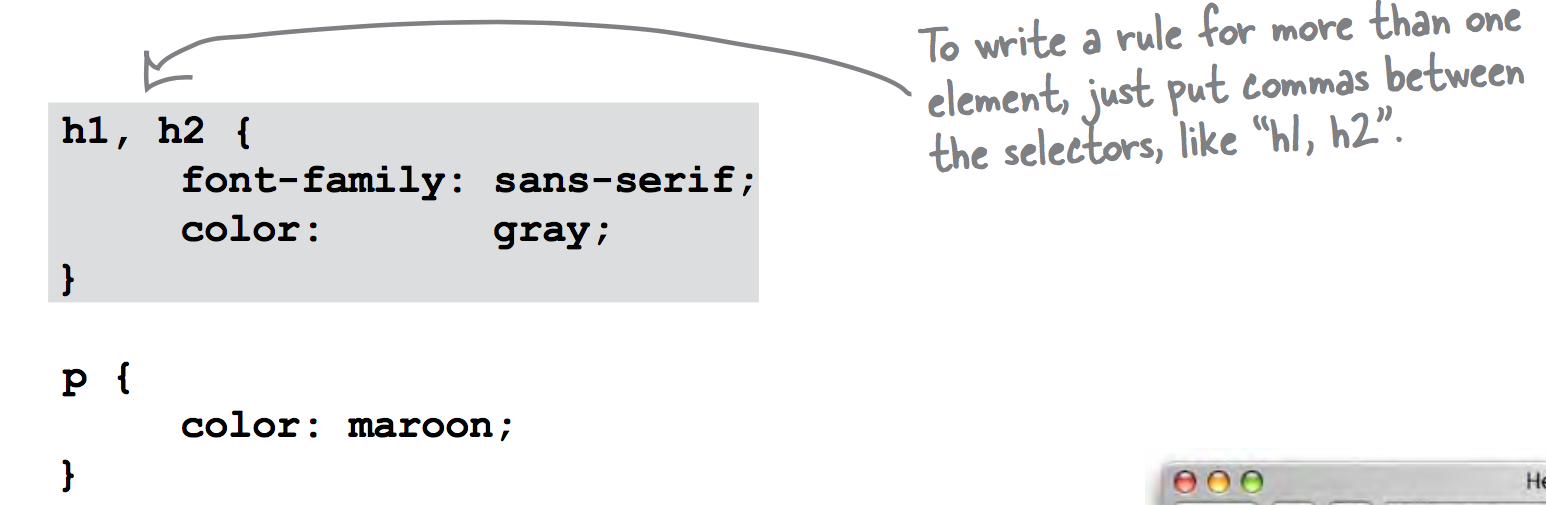 To write a rule for more than one
element, just put commas between
the selectors, like “h1, h2”.
h1, h2 {
font-family: sans-serif;
color: gray;
}
p {
color: maroon;
}